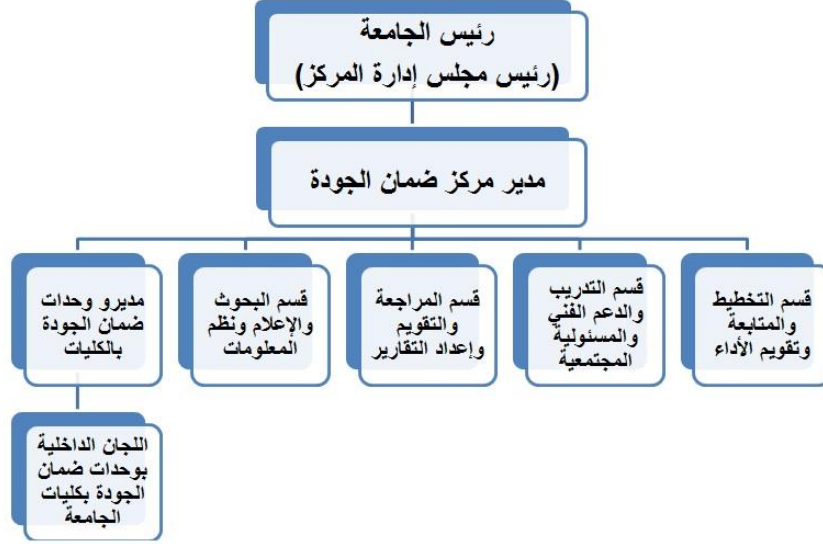 رئيس الجامعة
(رئيس مجلس إدارة المركز)
مدير مركز ضمان الجودة
قسم التخطيط
والمتابعة
وتقويم الأداء
قسم التدريب
والدعم الفني
والمسئولية
المجتمعية
قسم المراجعة
والتقويم
وإعداد التقارير
قسم البحوث
والإعلام ونظم
المعلومات
مديرو وحدات
ضمان الجودة
بالكليات
اللجان الداخلية
بوحدات ضمان
الجودة بكليات
الجامعة